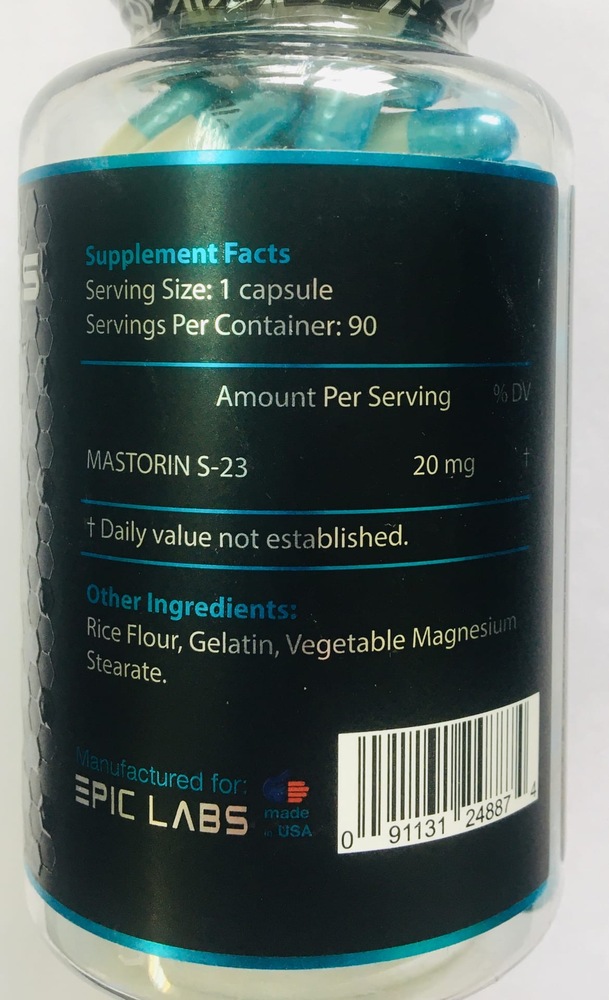 S
Supplement Facts
Serving Size: 1 capsule
Servings Per Container: 90
Amount Per Serving % DV
MASTORIN S-23 20 mg †
† Daily value not established.
Other Ingredients:
Rice Flour, Gelatin, Vegetable Magnesium
Stearate.
Manufactured for:
EPIC LABS
made
in USA
0 91131 24887 4